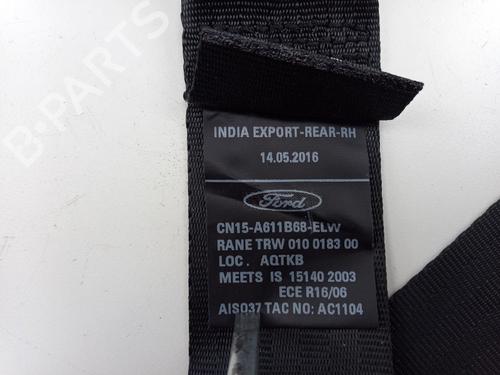 B-PARTS
INDIA EXPORT-REAR-RH
14.05.2016
Ford
CN15-A611B68-ELW
RANE TRW 010 0183 00
LOC . AQTKB
MEETS IS 15140 2003
ECE R16/06
AIS037 TAC NO: AC1104